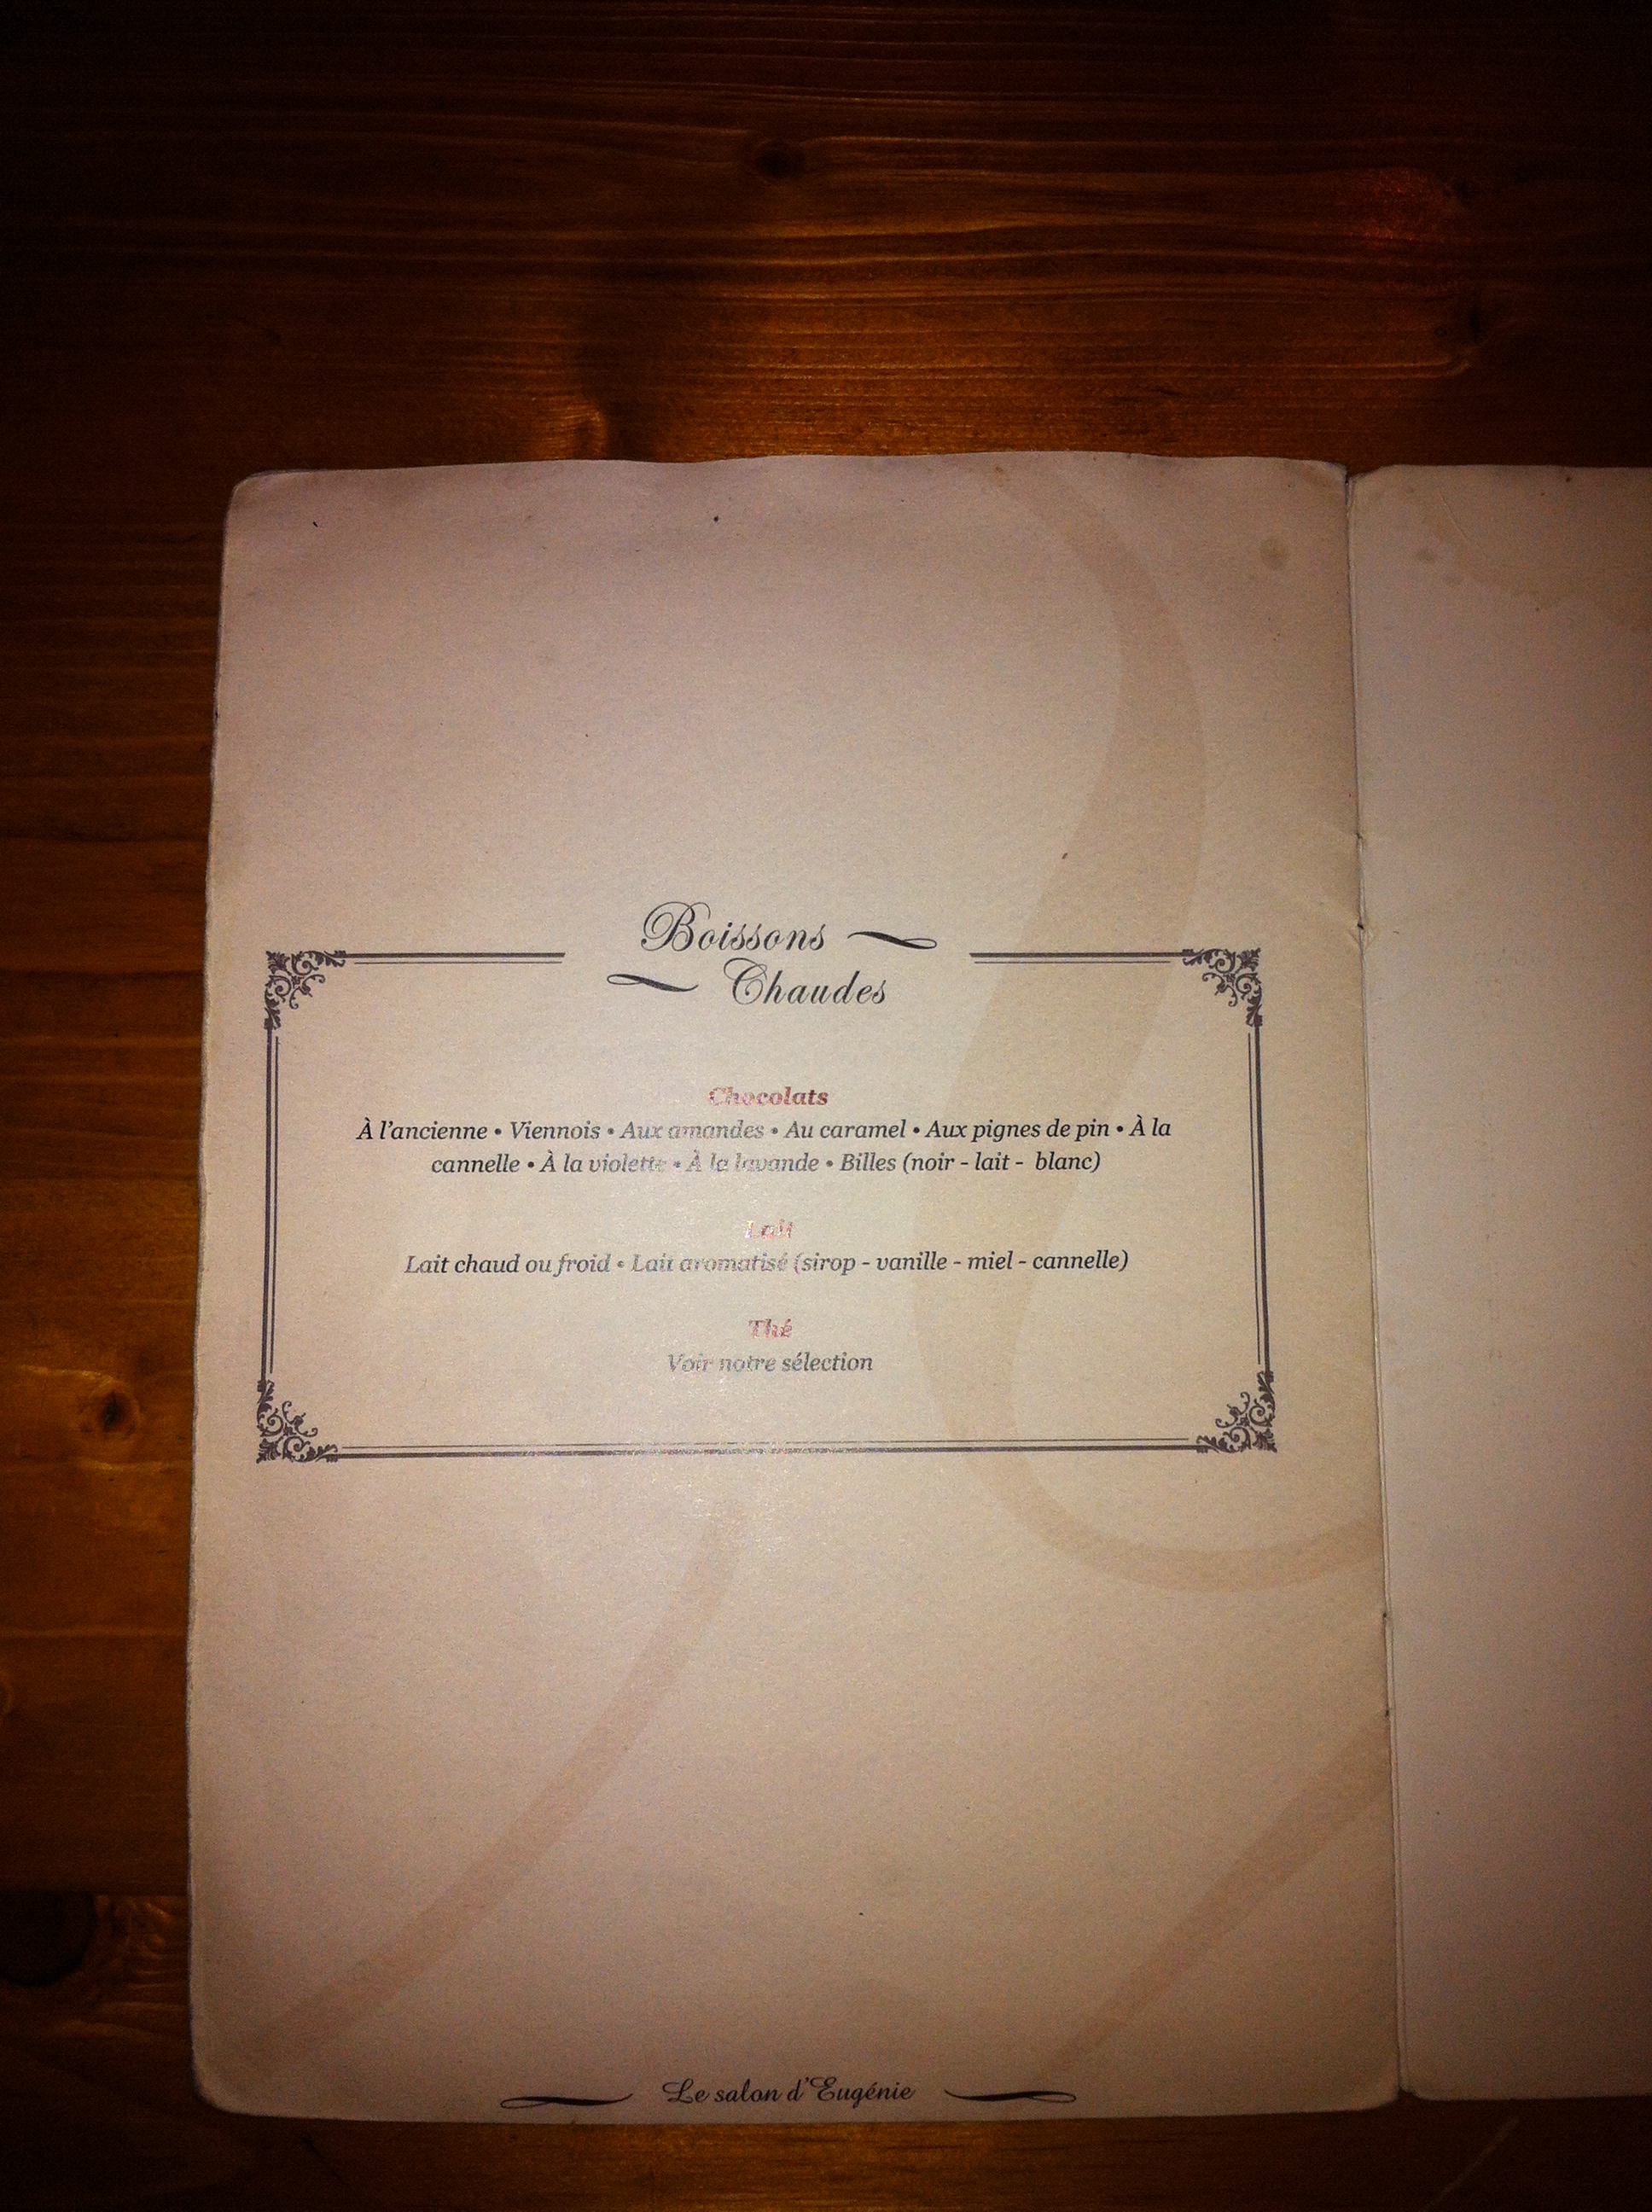 Boissons
Chaudes
Chocolats
À l'ancienne • Viennois • Aux amandes • Au caramel • Aux pignes de pin • À la
cannelle • À la violette • À la lavande • Billes (noir - lait - blanc)
Lait
Lait chaud ou froid • Lait aromatisé (sirop - vanille - miel - cannelle)
Thé
Voir notre sélection
Le salon d'Eugénie